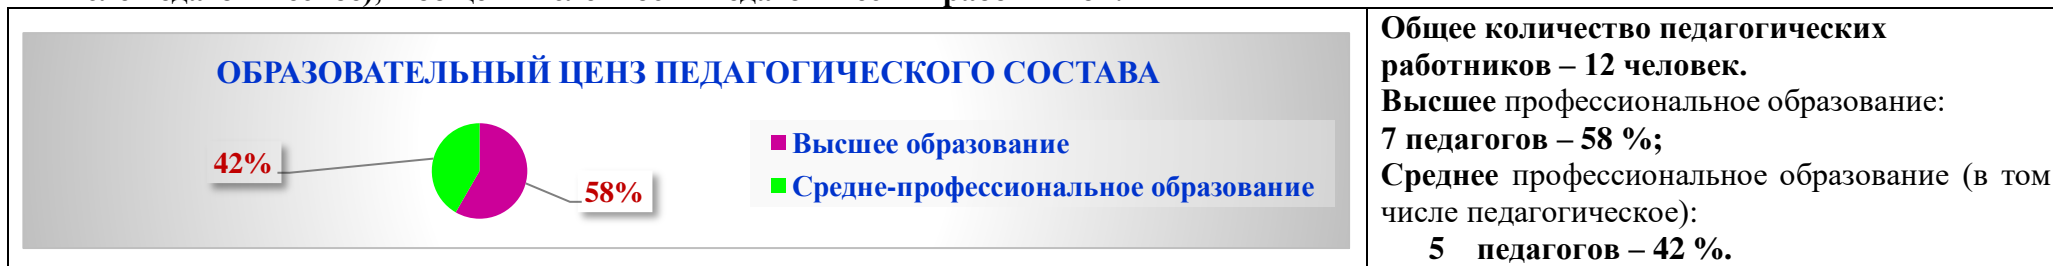 ОБРАЗОВАТЕЛЬНЫЙ ЦЕНЗ ПЕДАГОГИЧЕСКОГО СОСТАВА
42%
58%
Высшее образование
Средне-профессиональное образование
Общее количество педагогических
работников – 12 человек.
Высшее профессиональное образование:
7 педагогов – 58 %;
Среднее профессиональное образование (в том
числе педагогическое):
5 педагогов – 42 %.